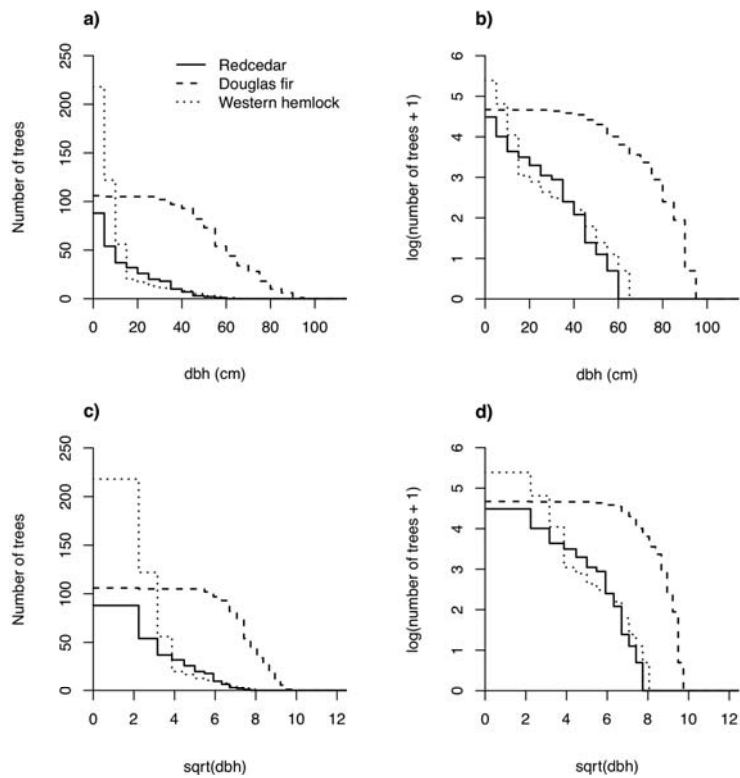 a)
Number of trees
250
200
150
100
50
0
Redcedar
Douglas fir
Western hemlock
0 20 40 60 80 100
dbh (cm)
b)
log(number of trees + 1)
6
5
4
3
2
1
0
0 20 40 60 80 100
dbh (cm)
c)
Number of trees
250
200
150
100
50
0
0 2 4 6 8 10 12
sqrt(dbh)
d)
log(number of trees + 1)
6
5
4
3
2
1
0
0 2 4 6 8 10 12
sqrt(dbh)